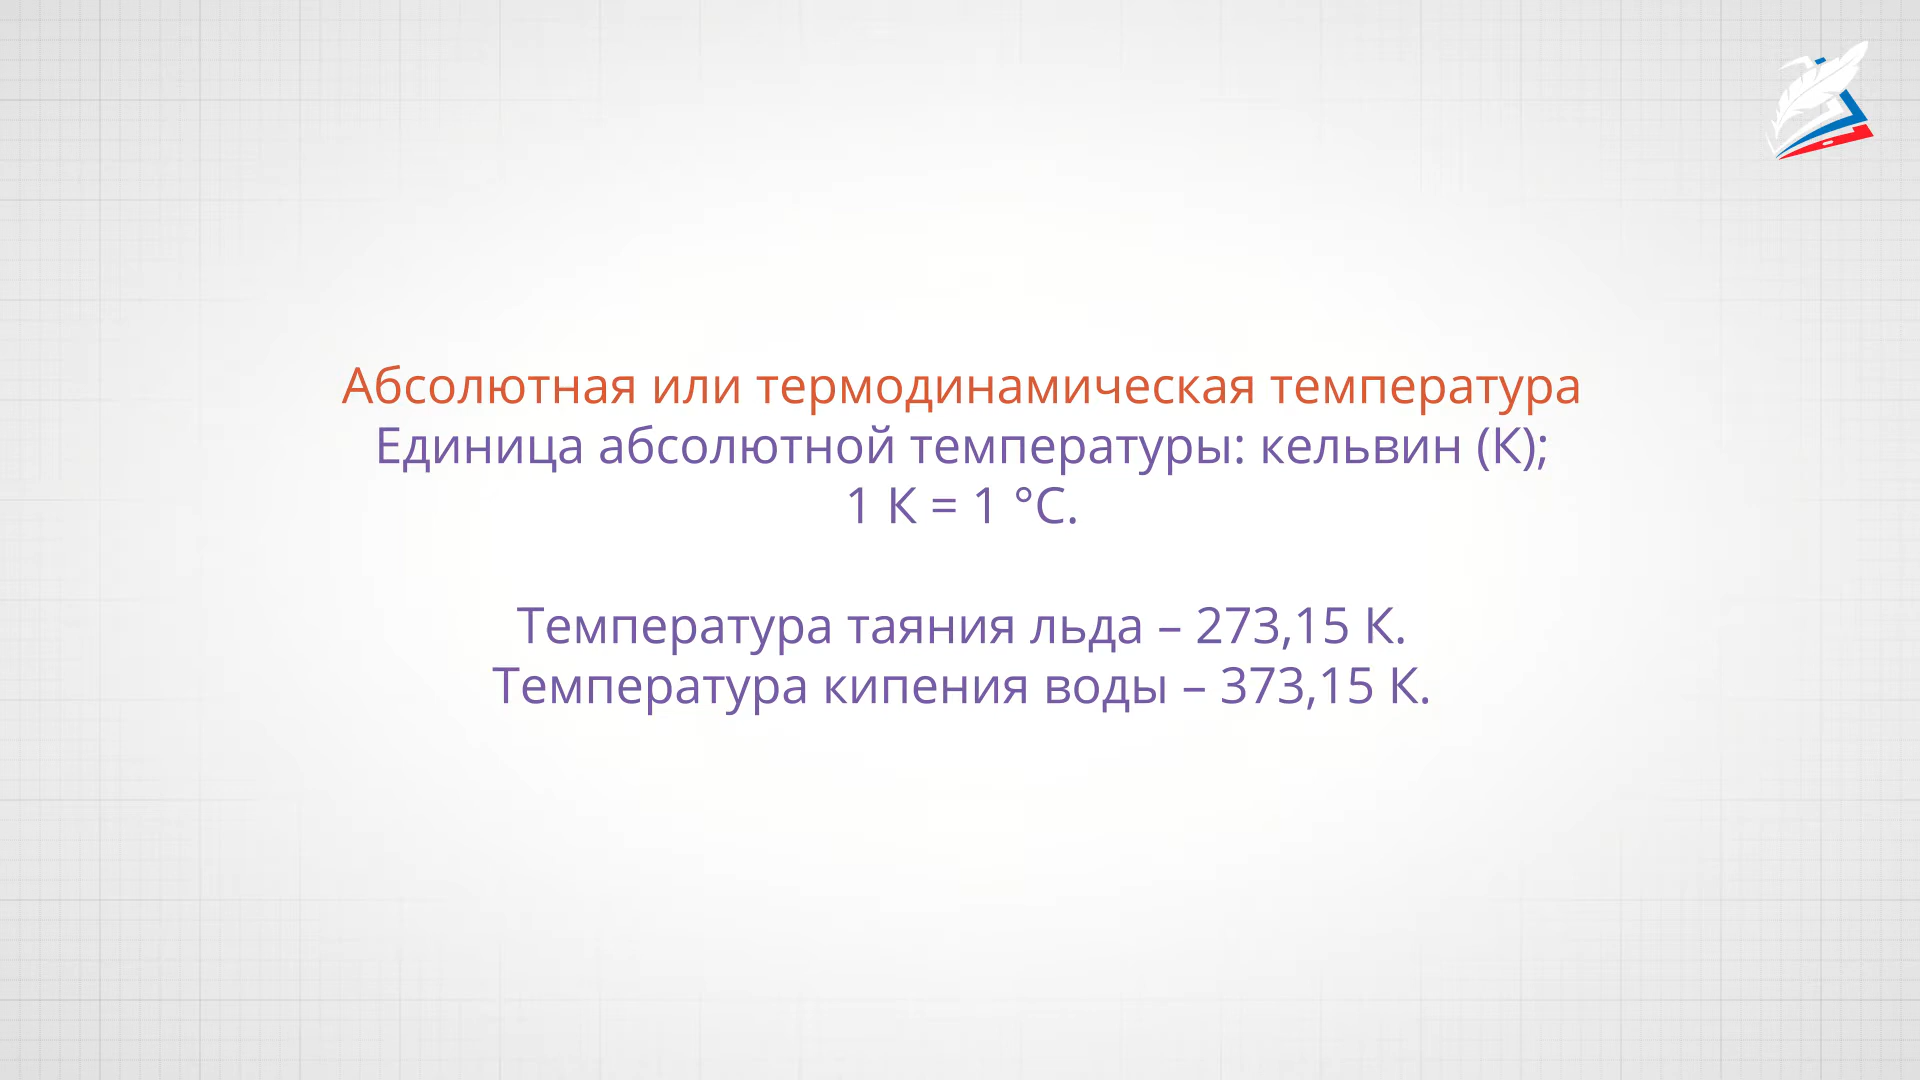 Абсолютная или термодинамическая температура
Единица абсолютной температуры: кельвин (К);
1 К = 1 °С.
Температура таяния льда – 273,15 К.
Температура кипения воды – 373,15 К.